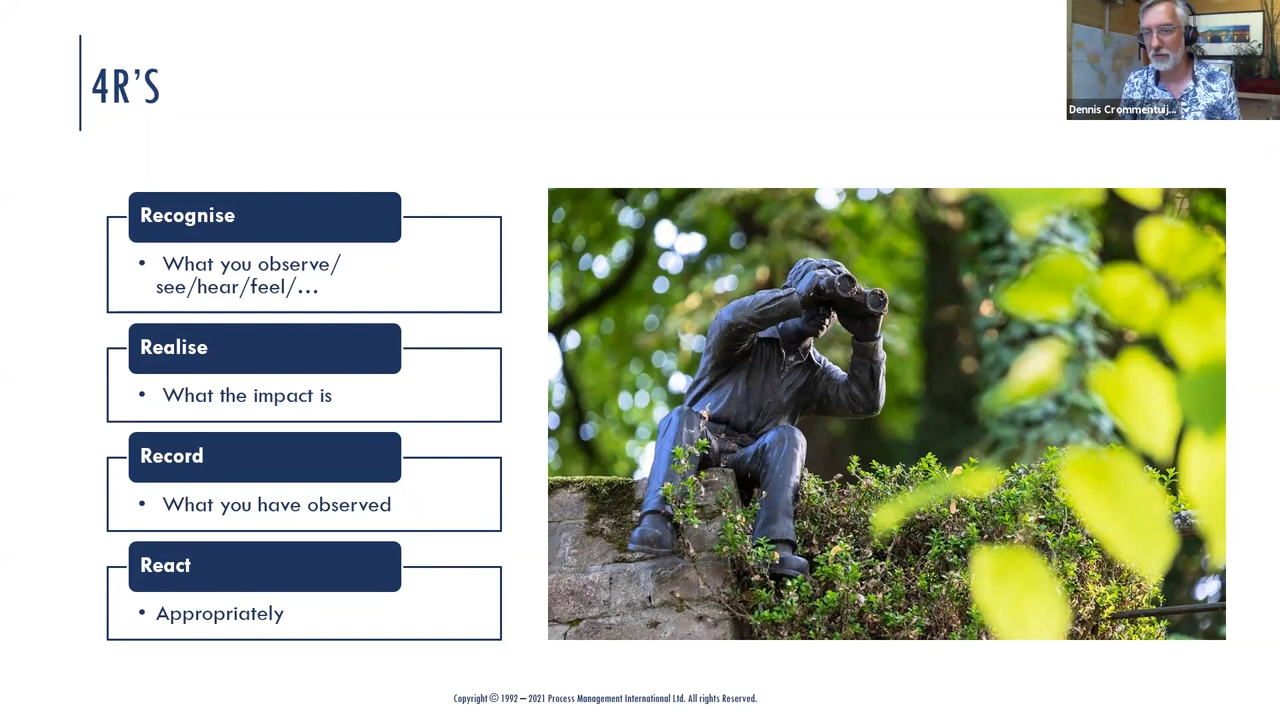 4R'S
Dennis Crommentuij...
Recognise
• What you observe/
see/hear/feel/...
Realise
• What the impact is
Record
• What you have observed
React
• Appropriately
Copyright © 1992 – 2021 Process Management International Ltd. All rights Reserved.